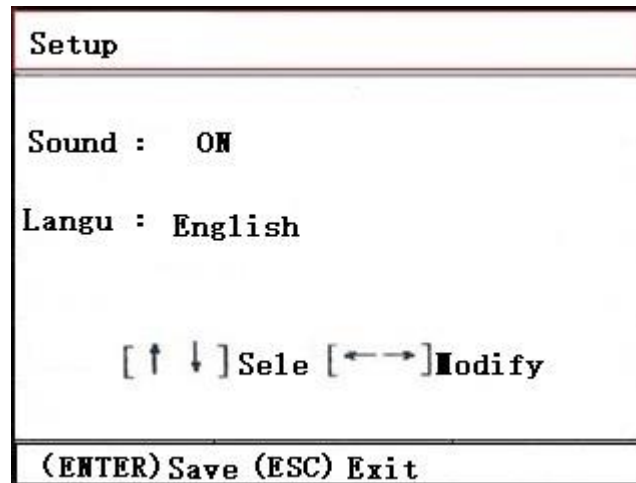 Setup
Sound : ON
Langu : English
[↑ ↓]Sele [←→]Modify
(ENTER)Save (ESC) Exit